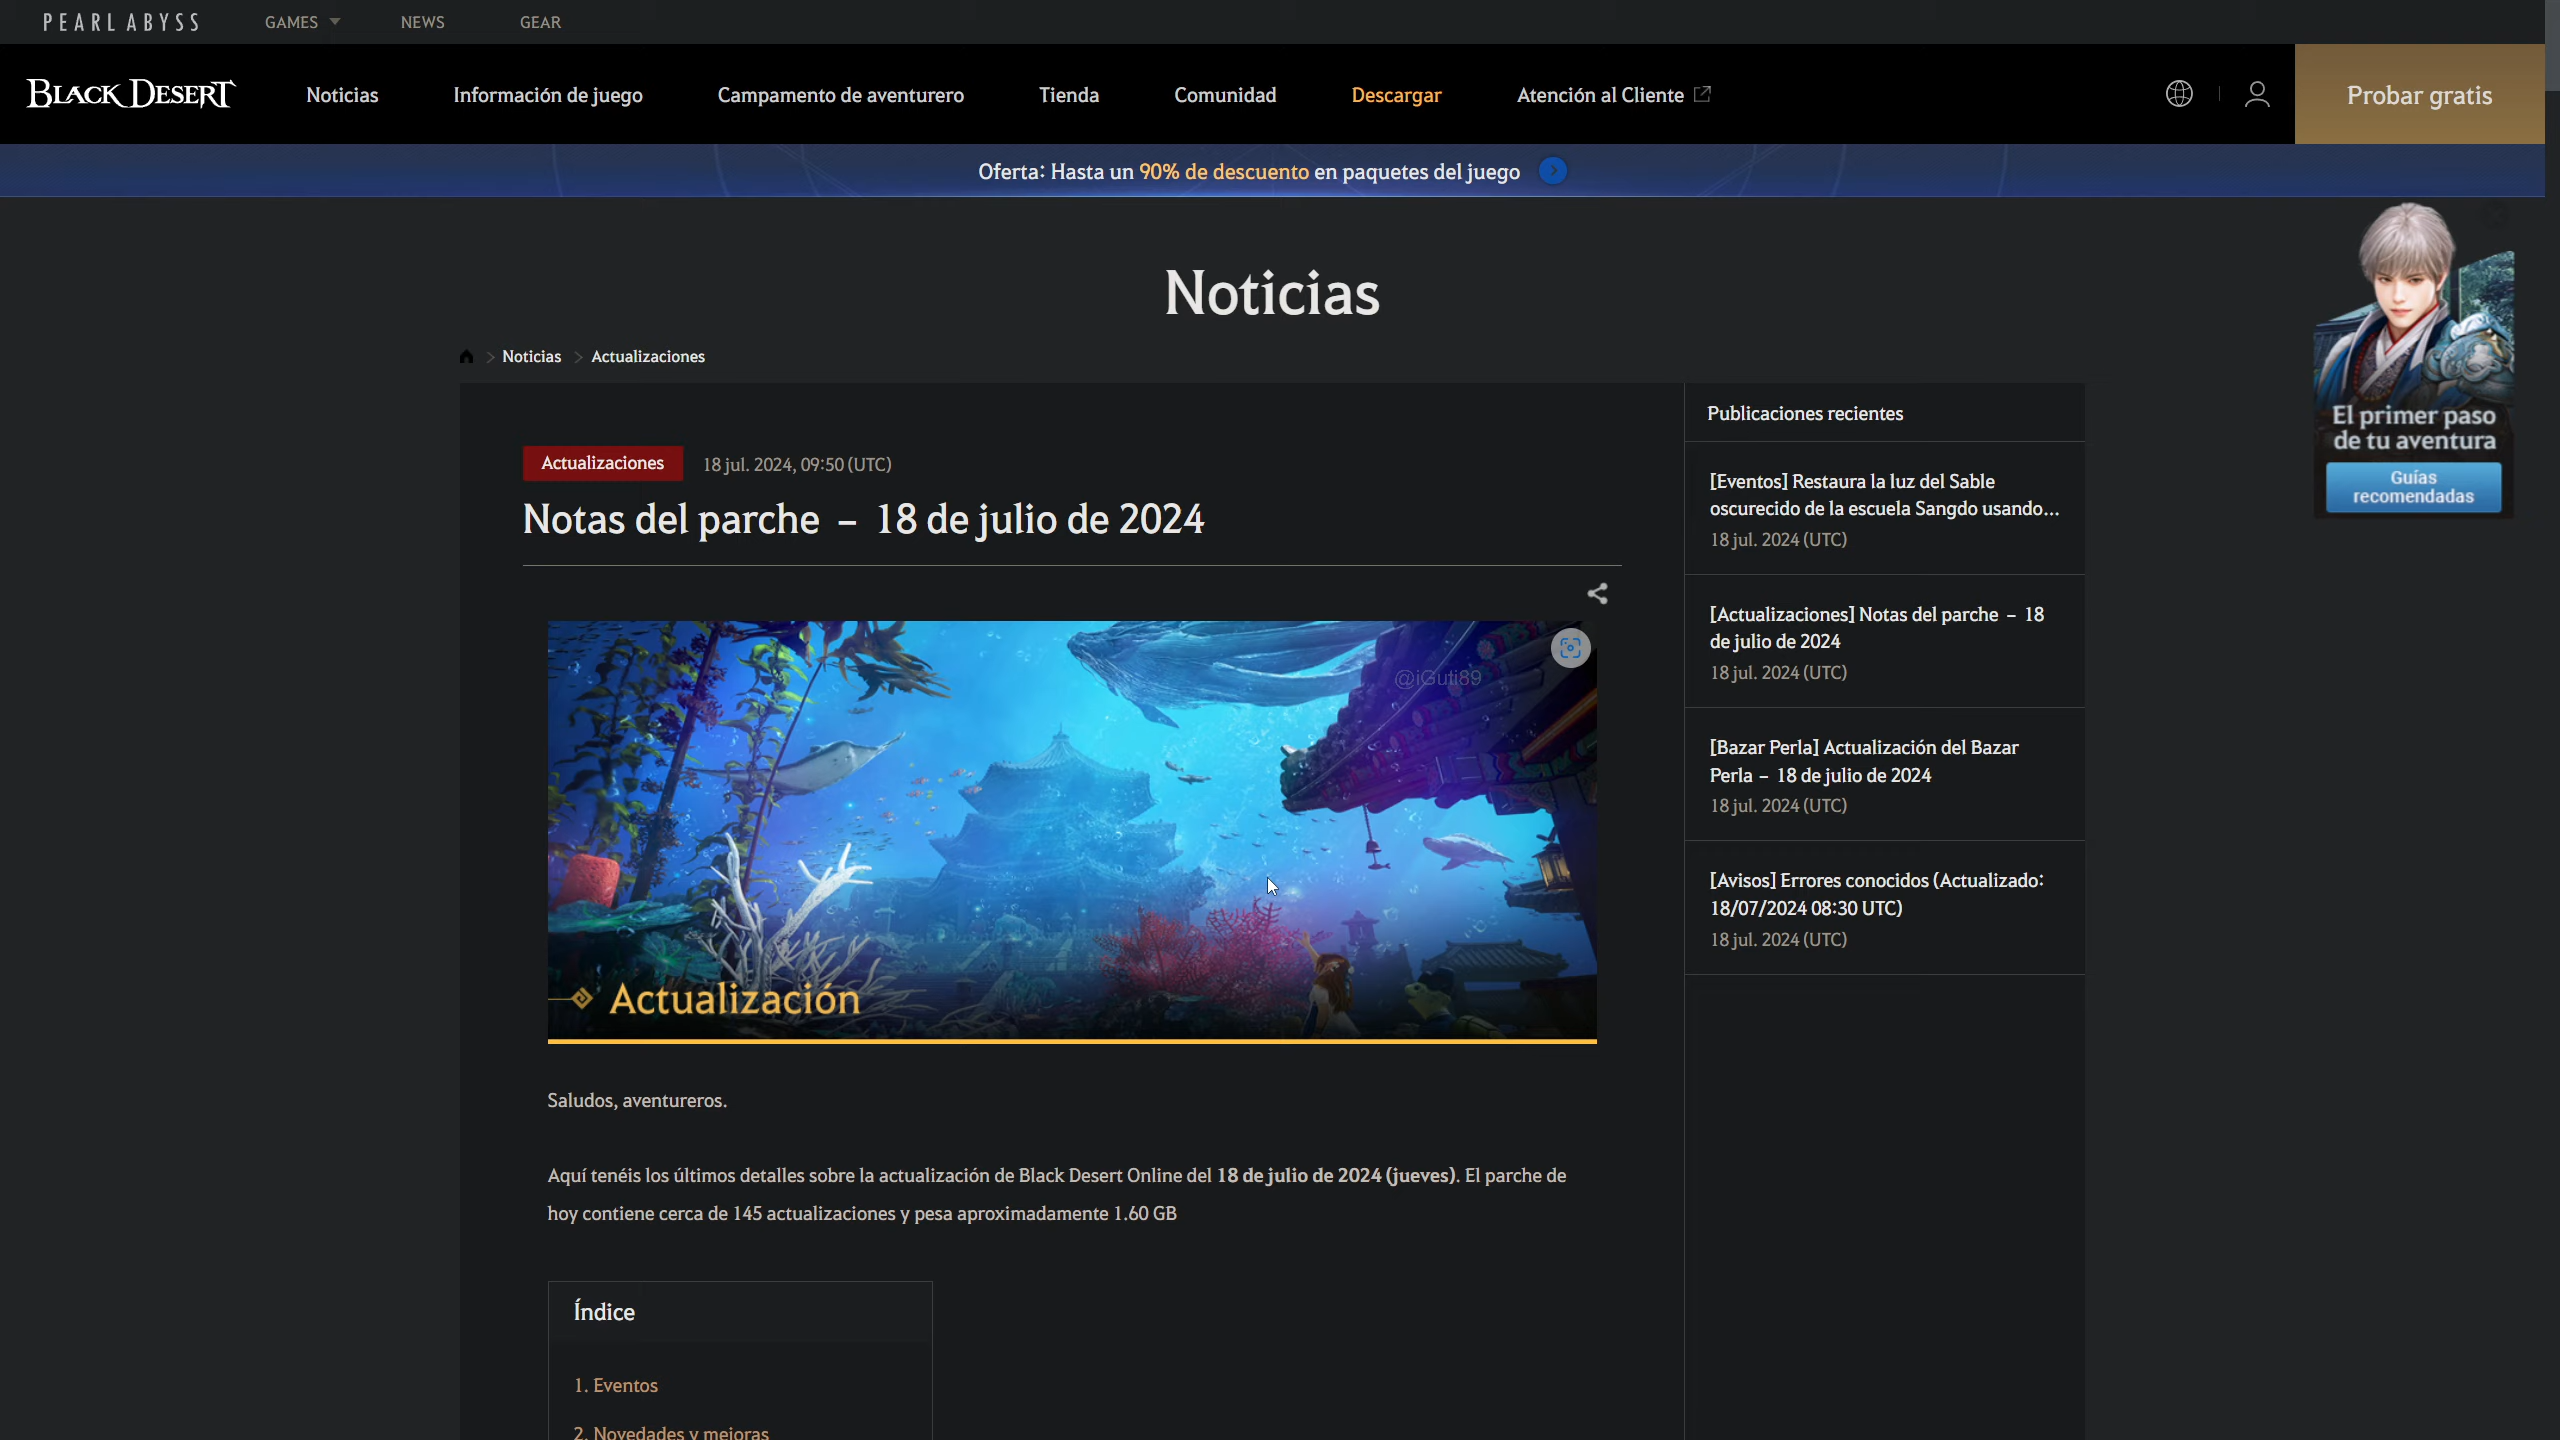 PEARL ABYSS
GAMES
NEWS
GEAR
BLACK DESERT
Noticias
Información de juego
Campamento de aventurero
Tienda
Comunidad
Descargar
Atención al Cliente
Probar gratis
Oferta: Hasta un 90% de descuento en paquetes del juego
Noticias
Noticias
Actualizaciones
Actualizaciones
18 jul. 2024, 09:50 (UTC)
Notas del parche – 18 de julio de 2024
@iGuti89
Actualización
Saludos, aventureros.
Aquí tenéis los últimos detalles sobre la actualización de Black Desert Online del 18 de julio de 2024 (jueves). El parche de
hoy contiene cerca de 145 actualizaciones y pesa aproximadamente 1.60 GB
Índice
1. Eventos
2. Novedades y mejoras
Publicaciones recientes
[Eventos] Restaura la luz del Sable
oscurecido de la escuela Sangdo usando...
18 jul. 2024 (UTC)
[Actualizaciones] Notas del parche – 18
de julio de 2024
18 jul. 2024 (UTC)
[Bazar Perla] Actualización del Bazar
Perla – 18 de julio de 2024
18 jul. 2024 (UTC)
[Avisos] Errores conocidos (Actualizado:
18/07/2024 08:30 UTC)
18 jul. 2024 (UTC)
El primer paso
de tu aventura
Guías
recomendadas